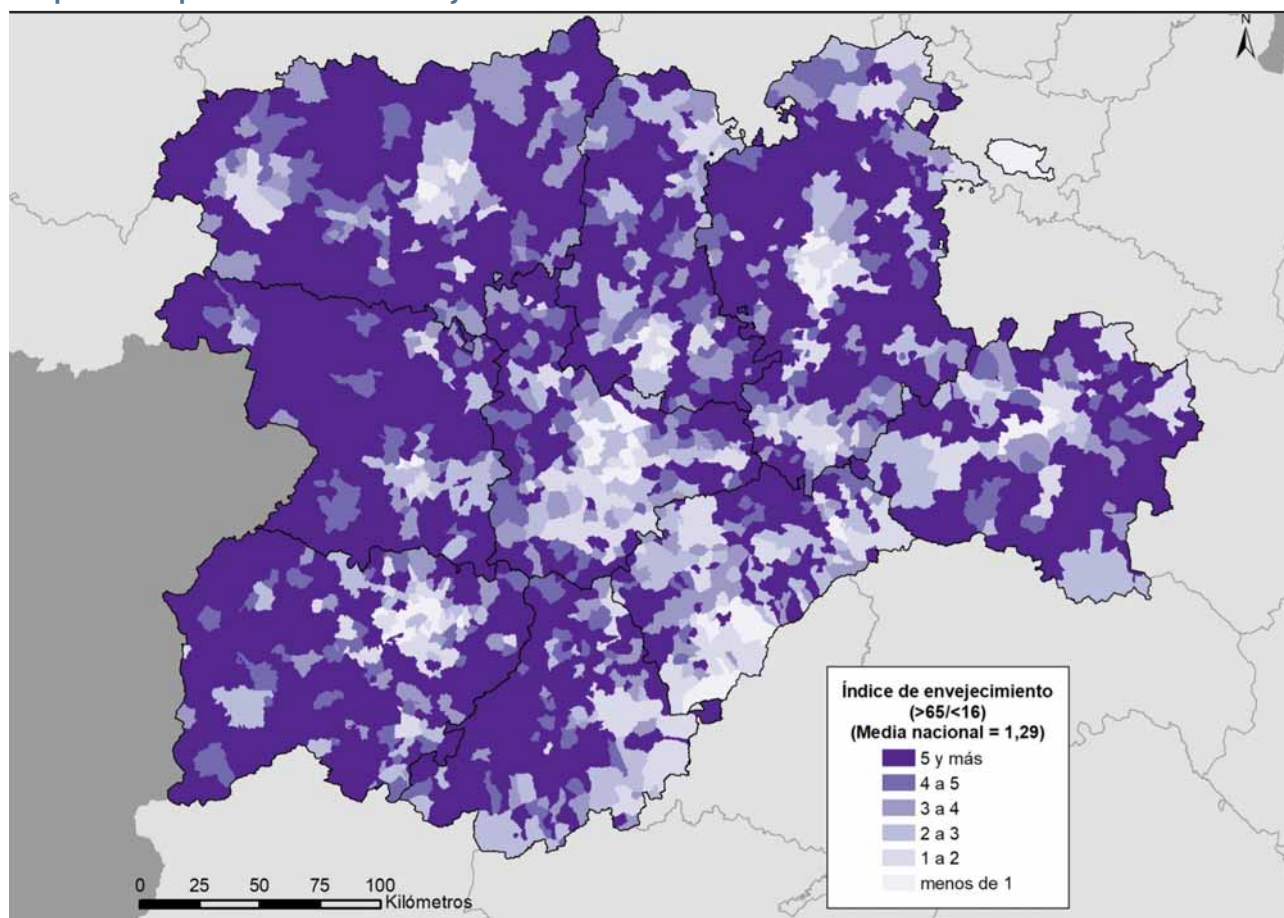 N
Índice de envejecimiento
(>65/<16)
(Media nacional = 1,29)
5 y más
4 a 5
3 a 4
2 a 3
1 a 2
menos de 1
0 25 50 75 100
Kilómetros